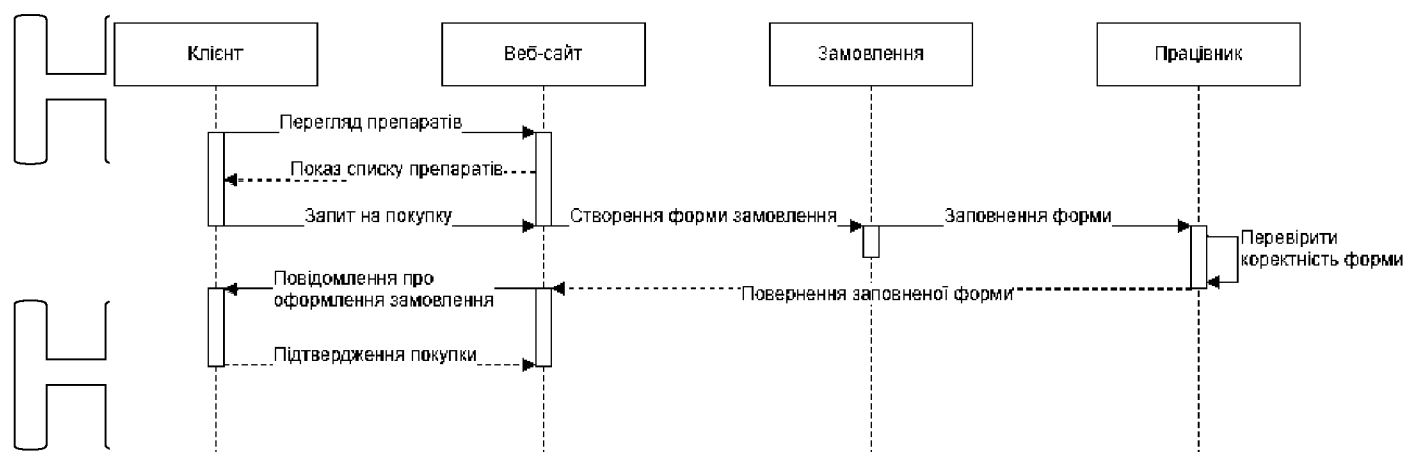 Клієнт
Веб-сайт
Замовлення
Працівник
Перегляд препаратів
Показ списку препаратів
Запит на покупку
Створення форми замовлення
Заповнення форми
Перевірити
коректність форми
Повідомлення про
оформлення замовлення
Повернення заповненої форми
Підтвердження покупки